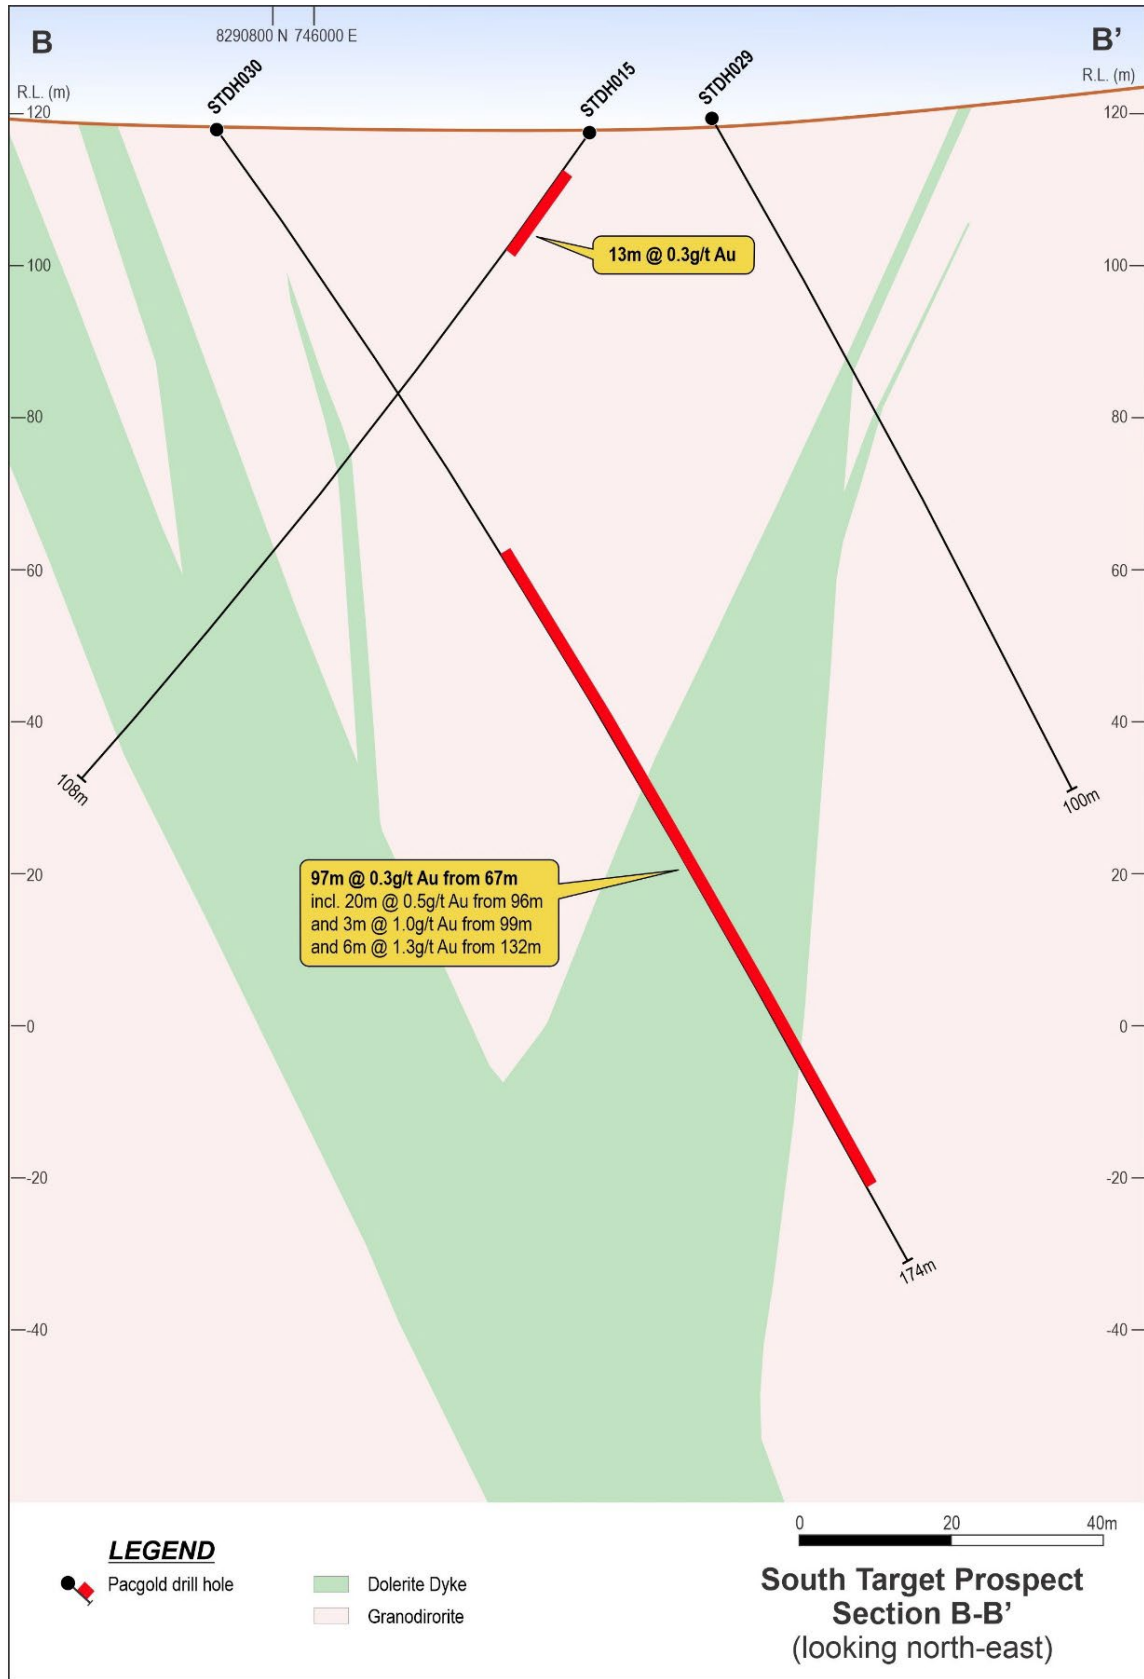 B
8290800 N 746000 E
B’
R.L. (m)
R.L. (m)
STDH030
STDH015
STDH029
120
120
100
100
80
80
60
60
40
40
20
20
0
0
-20
-20
-40
-40
13m @ 0.3g/t Au
108m
100m
97m @ 0.3g/t Au from 67m
incl. 20m @ 0.5g/t Au from 96m
and 3m @ 1.0g/t Au from 99m
and 6m @ 1.3g/t Au from 132m
174m
LEGEND
Pacgold drill hole
Dolerite Dyke
Granodirorite
0 20 40m
South Target Prospect
Section B-B’
(looking north-east)